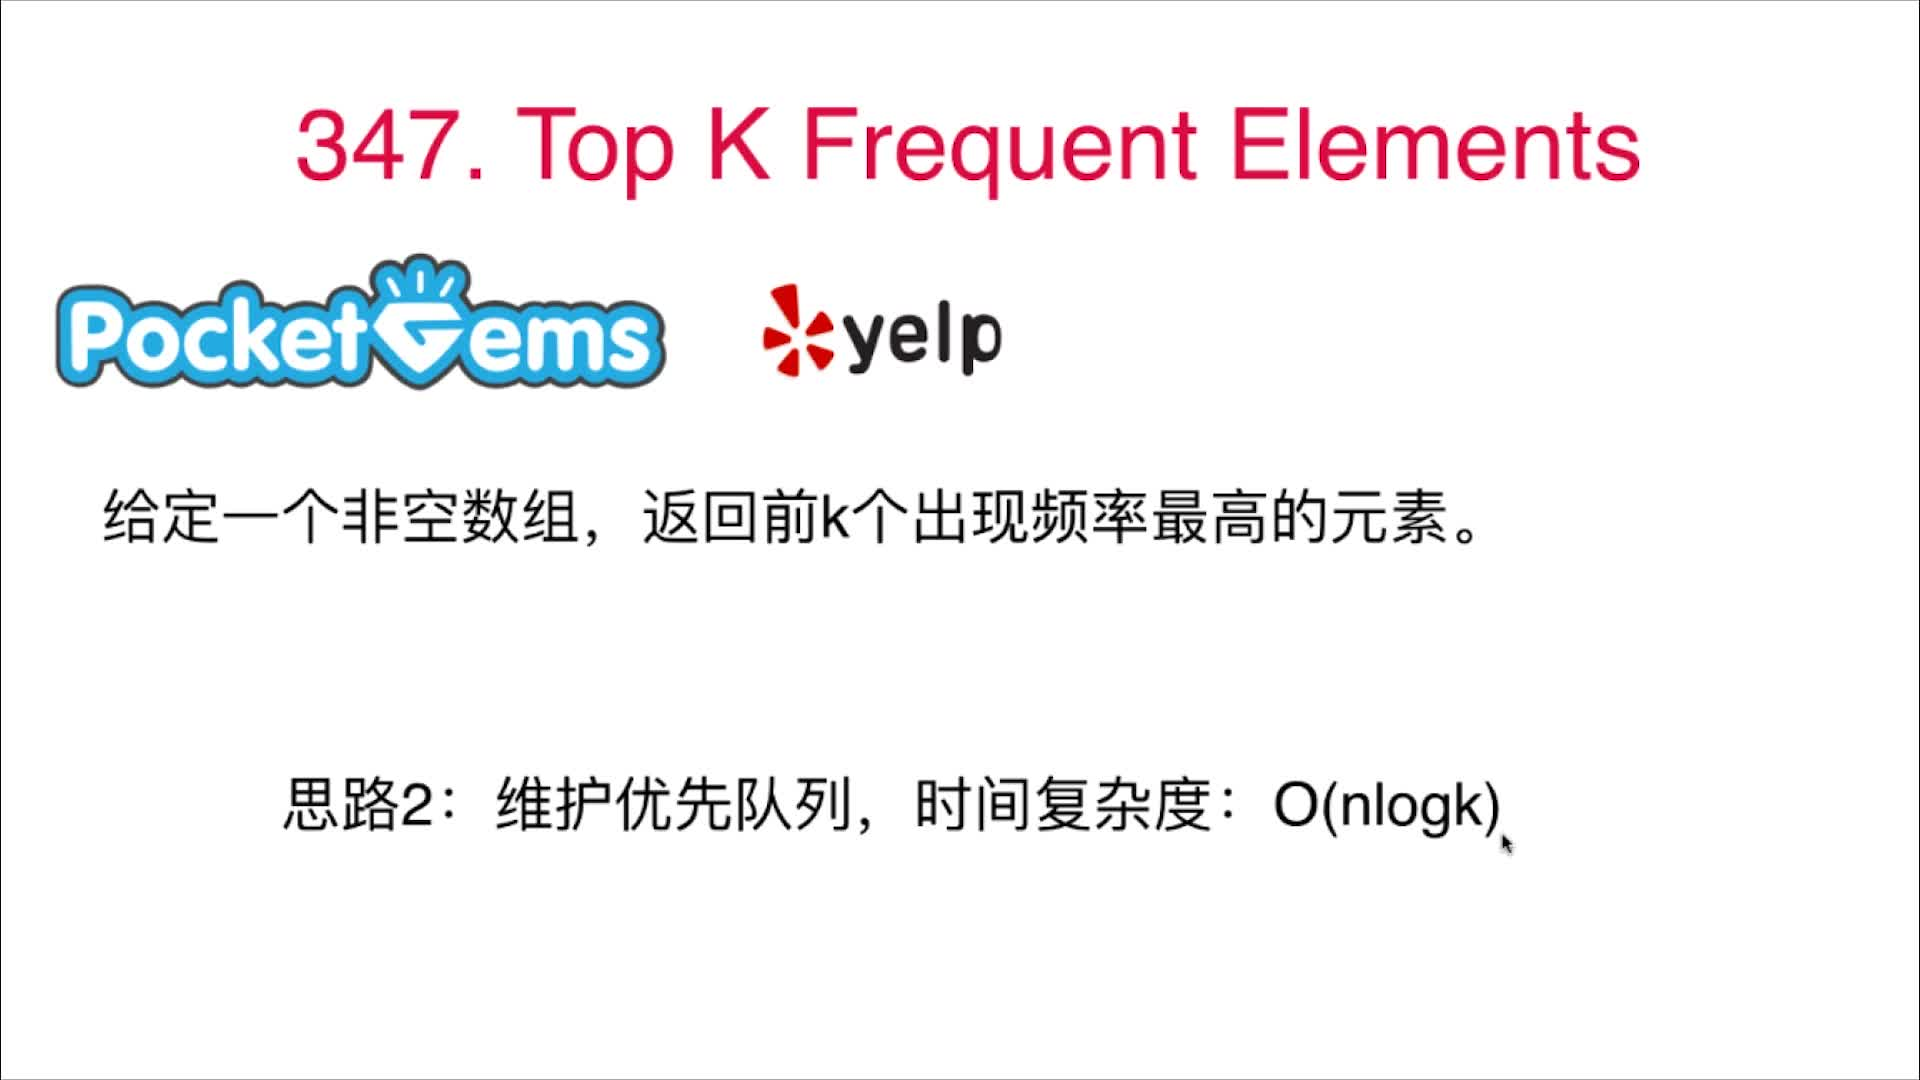 347. Top K Frequent Elements
PocketGems
yelp
给定一个非空数组，返回前k个出现频率最高的元素。
思路2：维护优先队列，时间复杂度：O(nlogk)